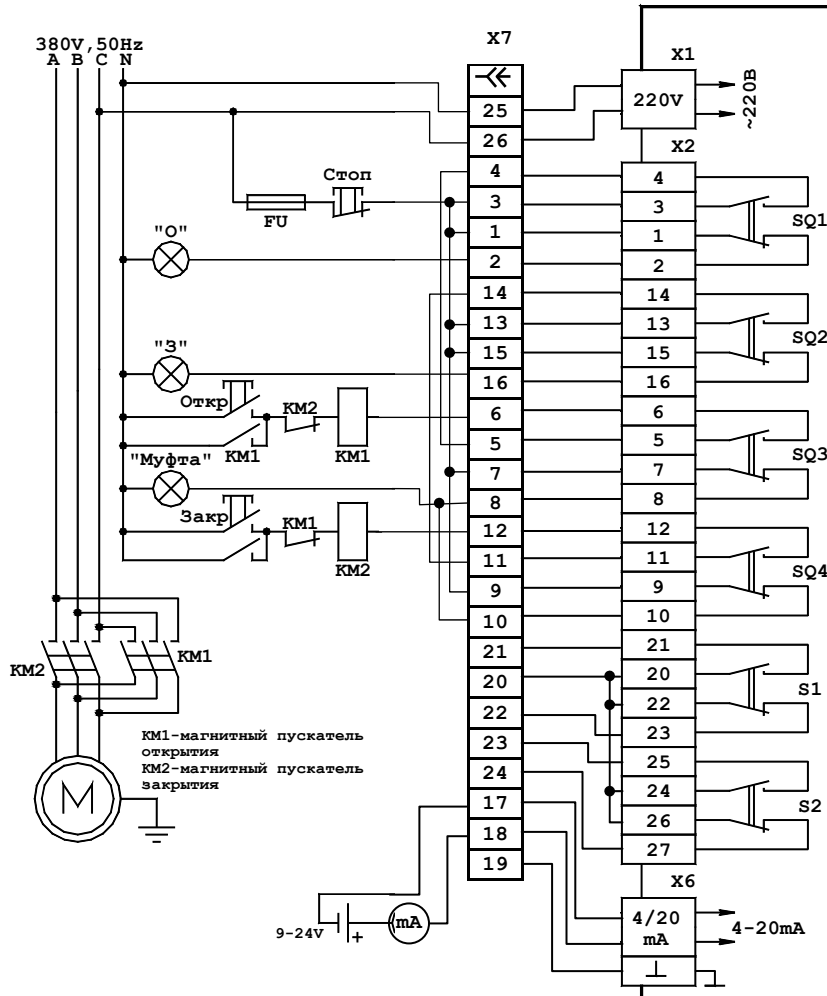 380V,50Hz
A B C N
X7
25
26
4
3
1
2
14
13
15
16
6
5
7
8
12
11
9
10
21
20
22
23
24
17
18
19
Стоп
FU
"О"
"З"
Откр
КМ1
КМ2
КМ1
"Муфта"
Закр
КМ1
КМ2
КМ2
КМ1
КМ1-магнитный пускатель
открытия
КМ2-магнитный пускатель
закрытия
М
9-24V
+
mA
X1
220V
~220В
X2
4
3
1
2
14
13
15
16
6
5
7
8
12
11
9
10
21
20
22
23
25
24
26
27
SQ1
SQ2
SQ3
SQ4
S1
S2
X6
4/20
mA
4-20mA